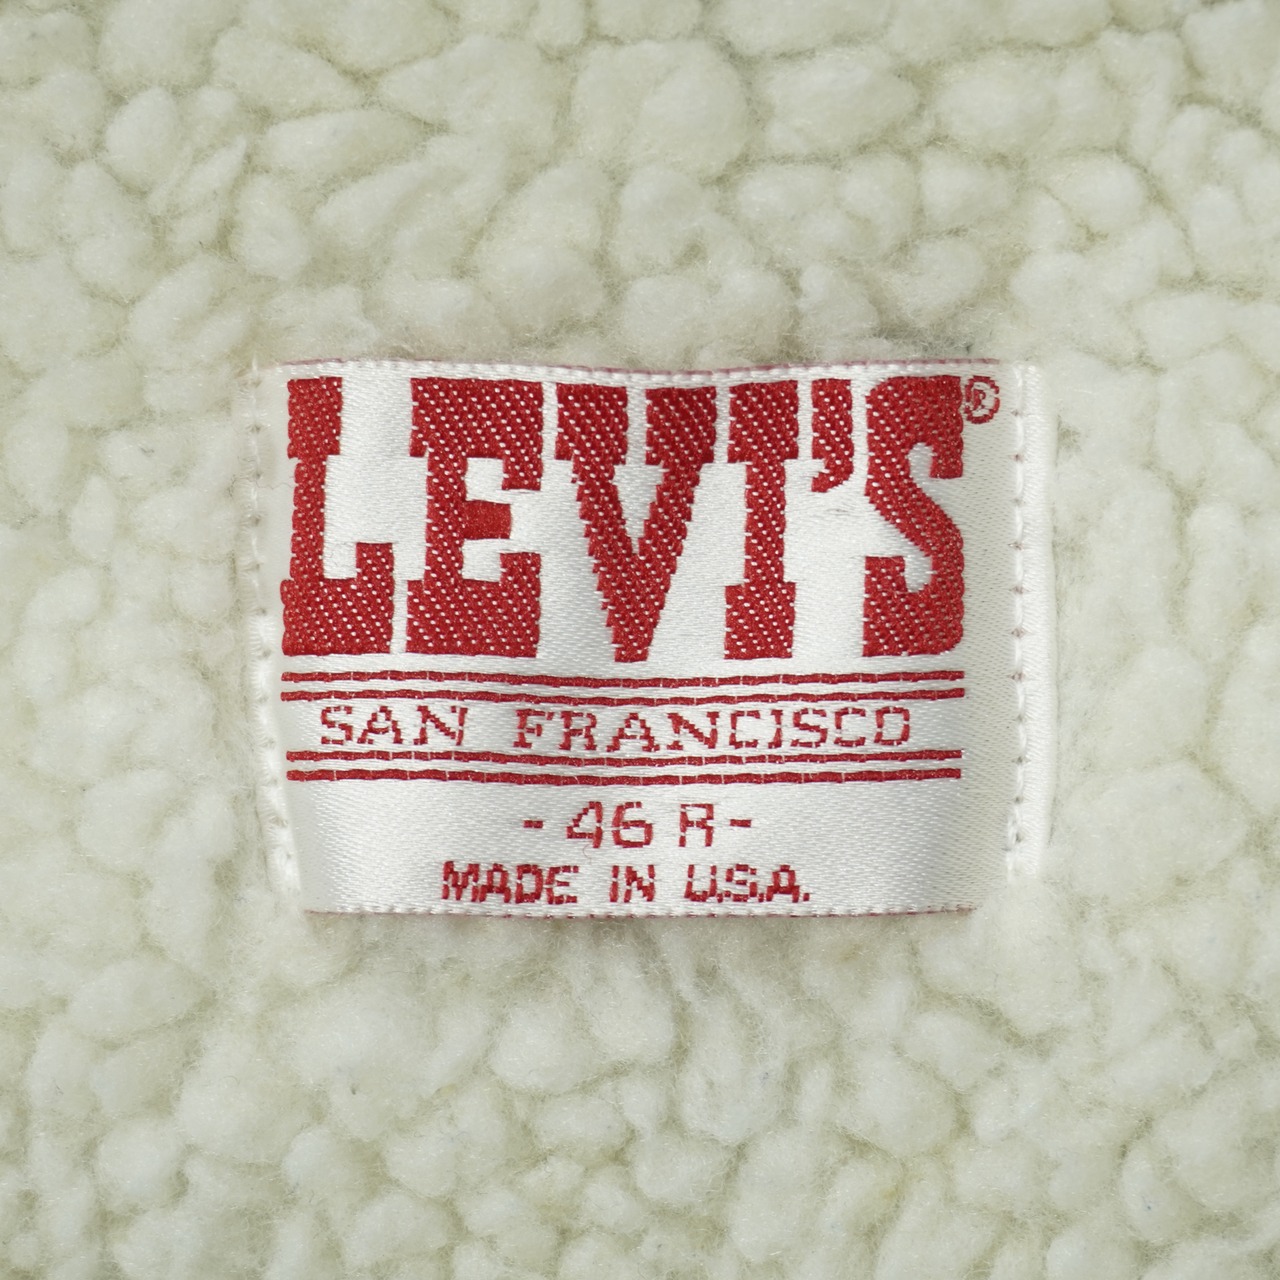 LEVI'S®
SAN FRANCISCO
- 46 R -
MADE IN U.S.A.